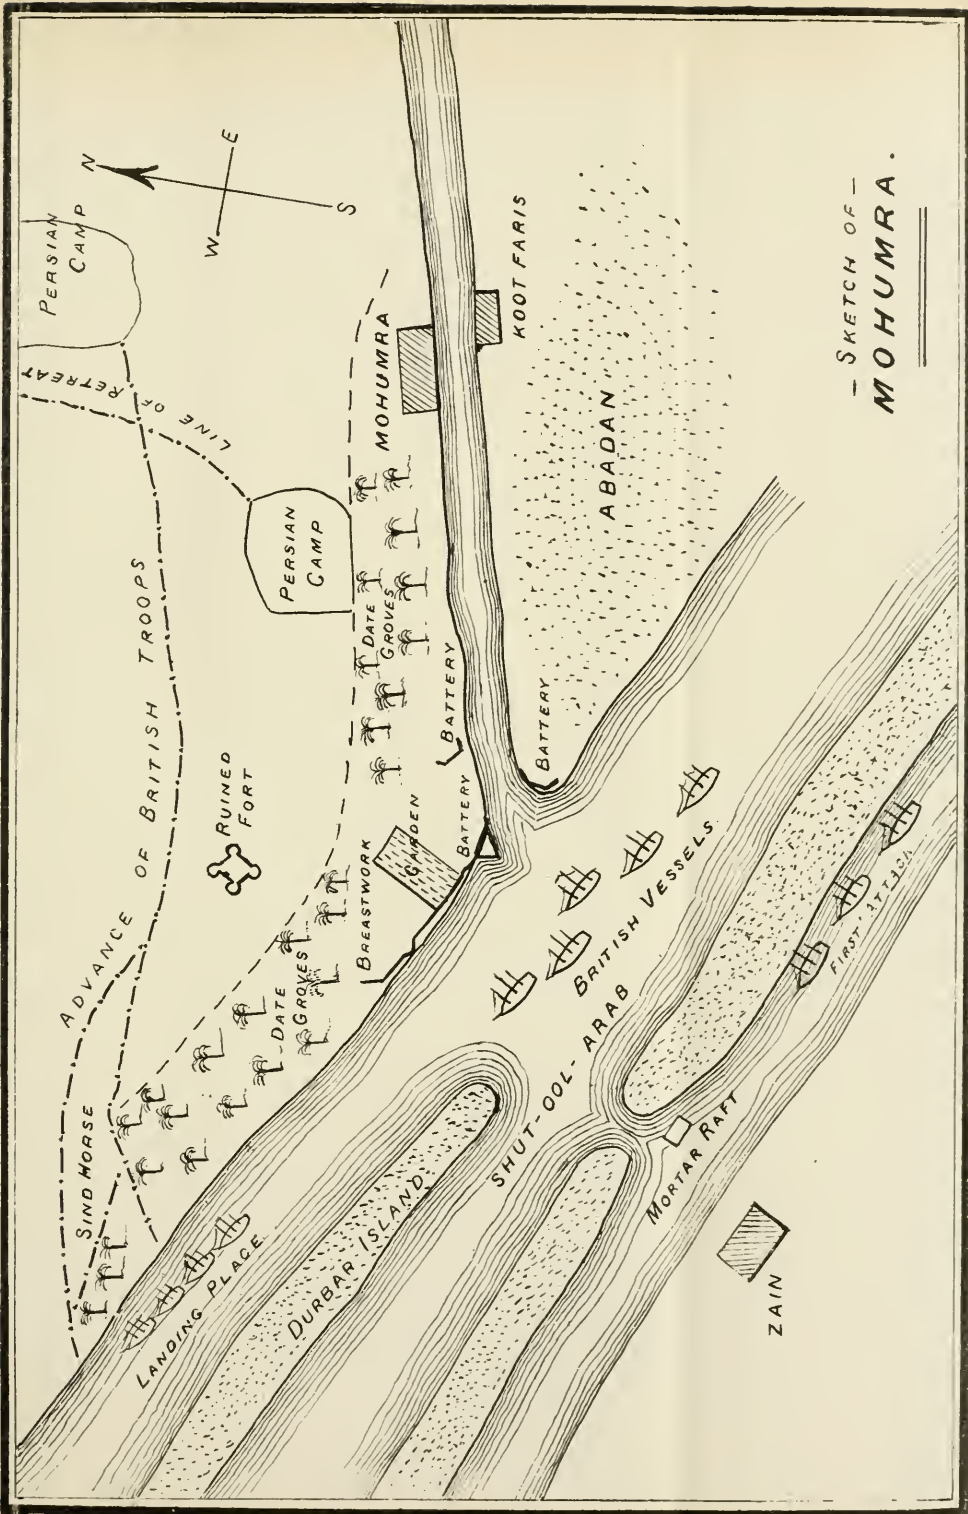 — SKETCH OF —
MOHUMRA.
N
E
S
W
PERSIAN
CAMP
LINE OF RETREAT
ADVANCE OF BRITISH TROOPS
PERSIAN
CAMP
MOHUMRA
KOOT FARIS
ABADAN
DATE
GROVES
BATTERY
BATTERY
BATTERY
RUINED
FORT
GARDEN
BREASTWORK
DATE
GROVES
SIND HORSE
LANDING PLACE
DURBAR ISLAND
SHUT-OOL-ARAB
BRITISH VESSELS
FIRST ATTACK
MORTAR RAFT
ZAIN